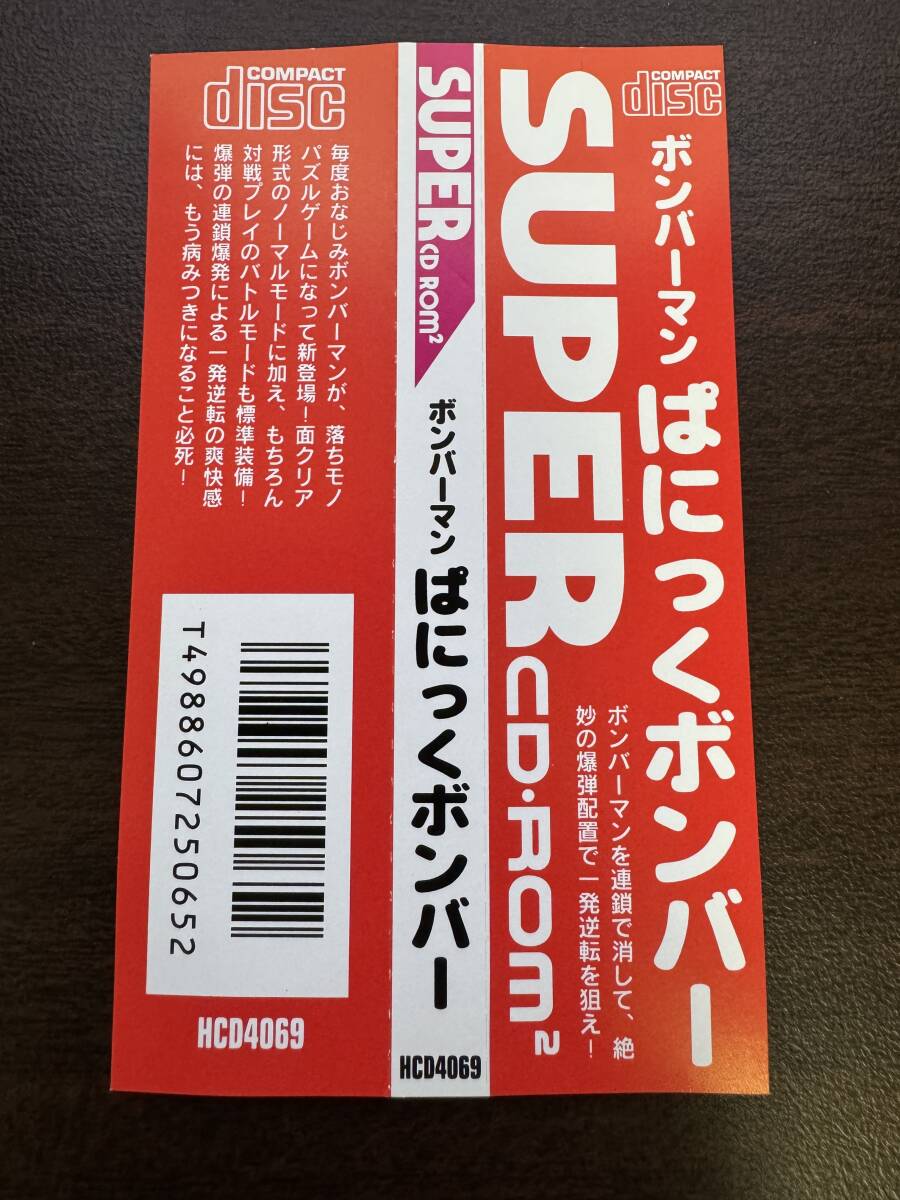 COMPACT
disc
毎度おなじみボンバーマンが、落ちモノ
パズルゲームになって新登場！面クリア
形式のノーマルモードに加え、もちろん
対戦プレイのバトルモードも標準装備！
爆弾の連鎖爆発による一発逆転の爽快感
には、もう病みつきになること必死！
T4988607250652
HCD4069
SUPER CD ROM²
ボンバーマン
ぱにっくボンバー
HCD4069
SUPER CD・ROM²
COMPACT
disc
ボンバーマン
ぱにっくボンバー
ボンバーマンを連鎖で消して、絶
妙の爆弾配置で一発逆転を狙え！